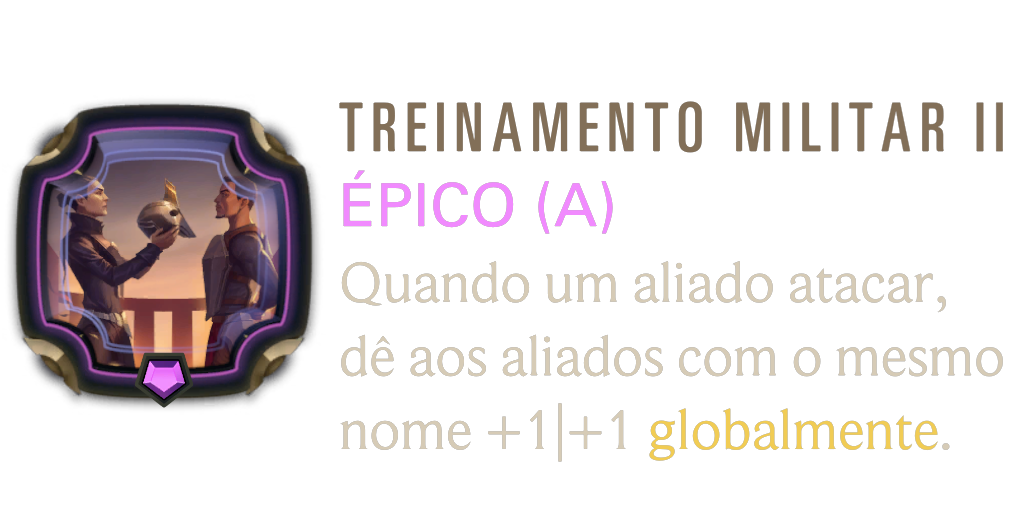 TREINAMENTO MILITAR II
ÉPICO (A)
Quando um aliado atacar,
dê aos aliados com o mesmo
nome +1|+1 globalmente.